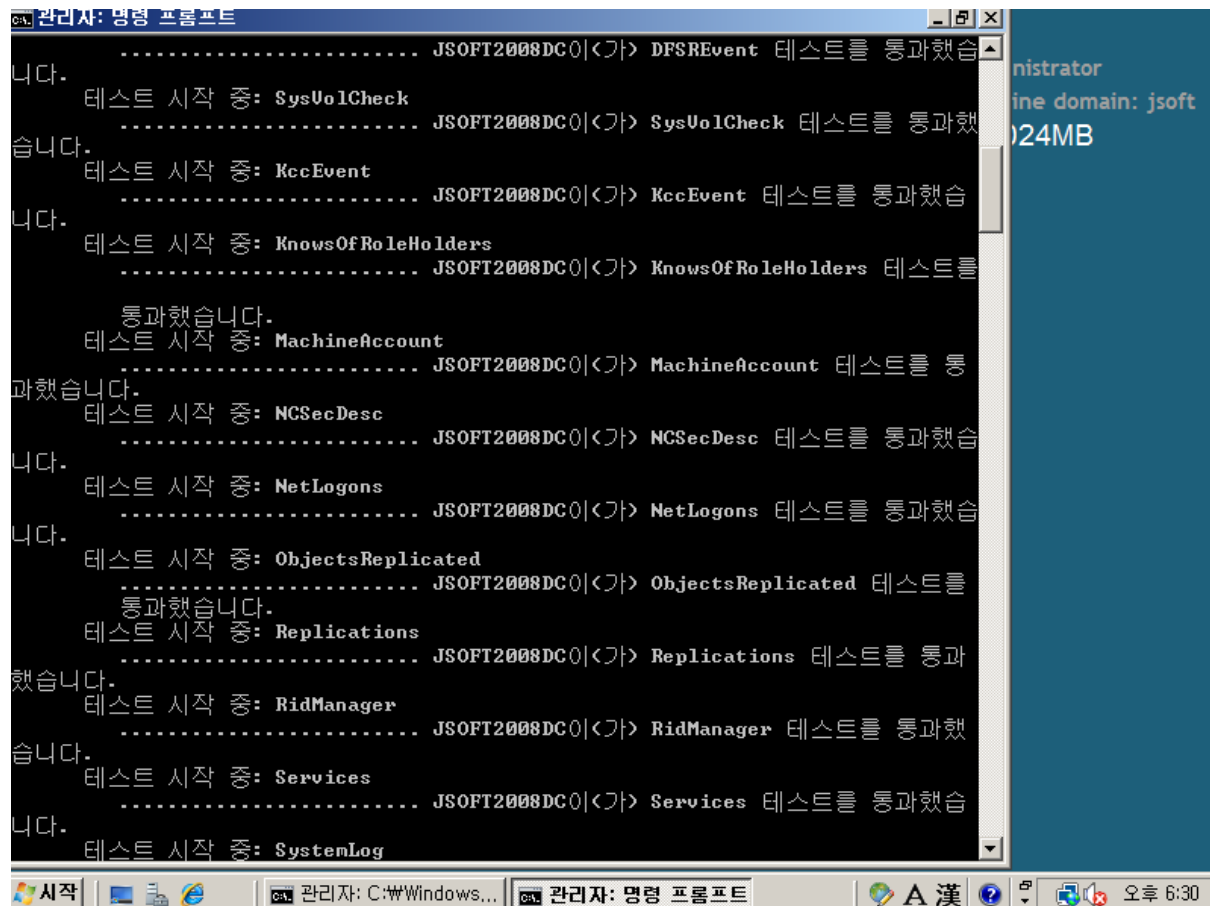 관리자: 명령 프롬프트
......................... JSOFT2008DC이(가) DFSREvent 테스트를 통과했습
니다.
테스트 시작 중: SysVolCheck
......................... JSOFT2008DC이(가) SysVolCheck 테스트를 통과했
습니다.
테스트 시작 중: KccEvent
......................... JSOFT2008DC이(가) KccEvent 테스트를 통과했습
니다.
테스트 시작 중: KnowsOfRoleHolders
......................... JSOFT2008DC이(가) KnowsOfRoleHolders 테스트를
통과했습니다.
테스트 시작 중: MachineAccount
......................... JSOFT2008DC이(가) MachineAccount 테스트를 통
과했습니다.
테스트 시작 중: NCSecDesc
......................... JSOFT2008DC이(가) NCSecDesc 테스트를 통과했습
니다.
테스트 시작 중: NetLogons
......................... JSOFT2008DC이(가) NetLogons 테스트를 통과했습
니다.
테스트 시작 중: ObjectsReplicated
......................... JSOFT2008DC이(가) ObjectsReplicated 테스트를
통과했습니다.
테스트 시작 중: Replications
......................... JSOFT2008DC이(가) Replications 테스트를 통과
했습니다.
테스트 시작 중: RidManager
......................... JSOFT2008DC이(가) RidManager 테스트를 통과했
습니다.
테스트 시작 중: Services
......................... JSOFT2008DC이(가) Services 테스트를 통과했습
니다.
테스트 시작 중: SystemLog
nistrator
ine domain: jsoft
024MB
시작
관리자: C:₩Windows...
관리자: 명령 프롬프트
A 漢
오후 6:30